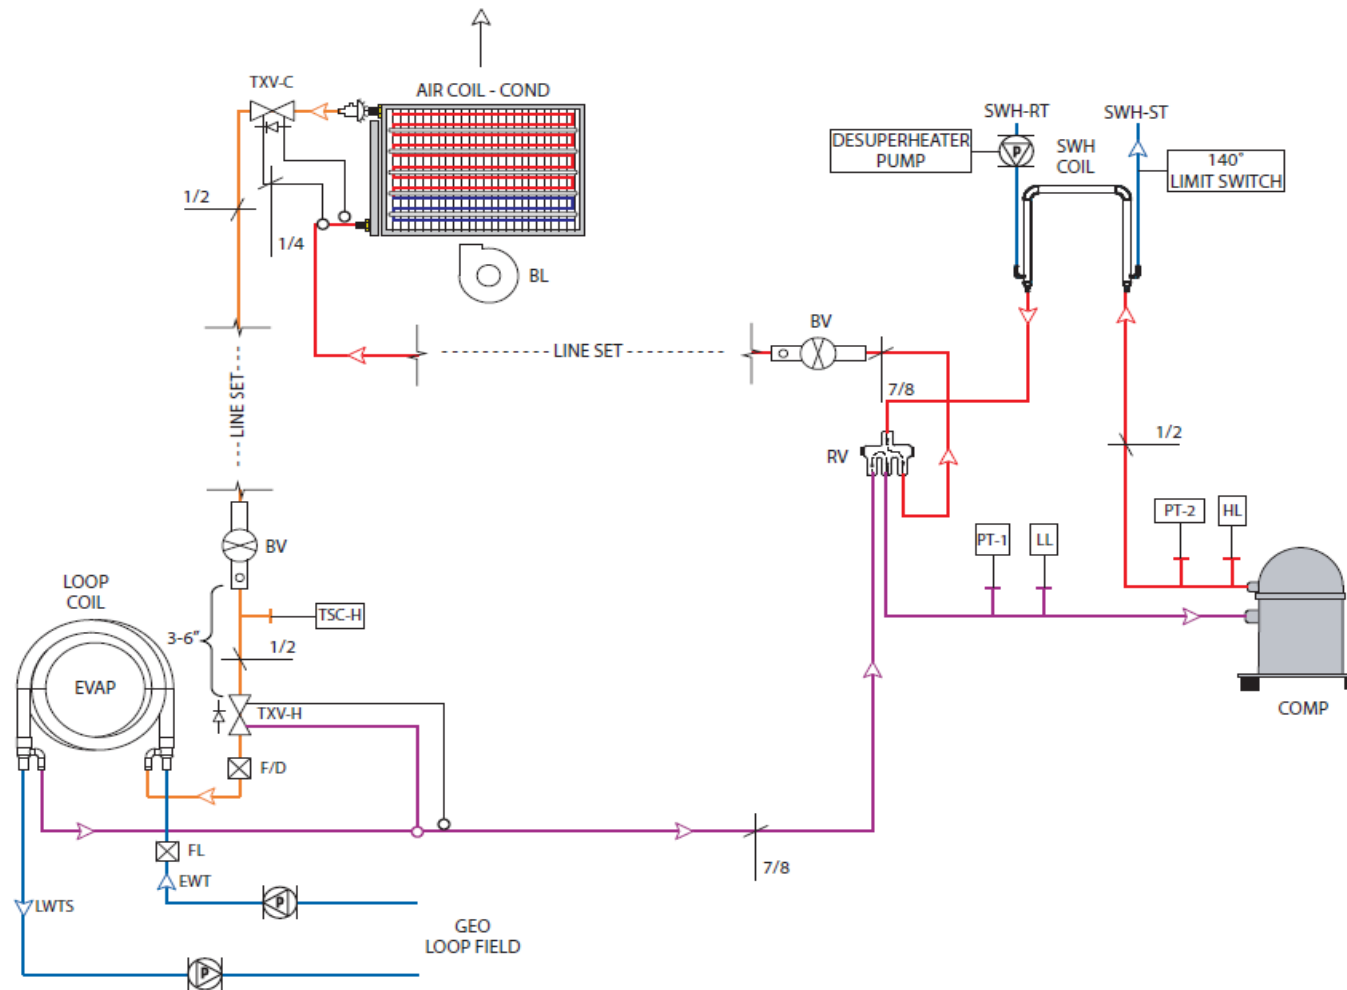 TXV-C
AIR COIL - COND
SWH-RT
SWH-ST
DESUPERHEATER
PUMP
P
SWH
COIL
140°
LIMIT SWITCH
1/2
1/4
BL
BV
LINE SET
7/8
LINE SET
RV
1/2
PT-2
HL
PT-1
LL
BV
LOOP
COIL
TSC-H
3-6"
1/2
EVAP
TXV-H
COMP
F/D
FL
7/8
EWT
LWTS
P
GEO
LOOP FIELD
P